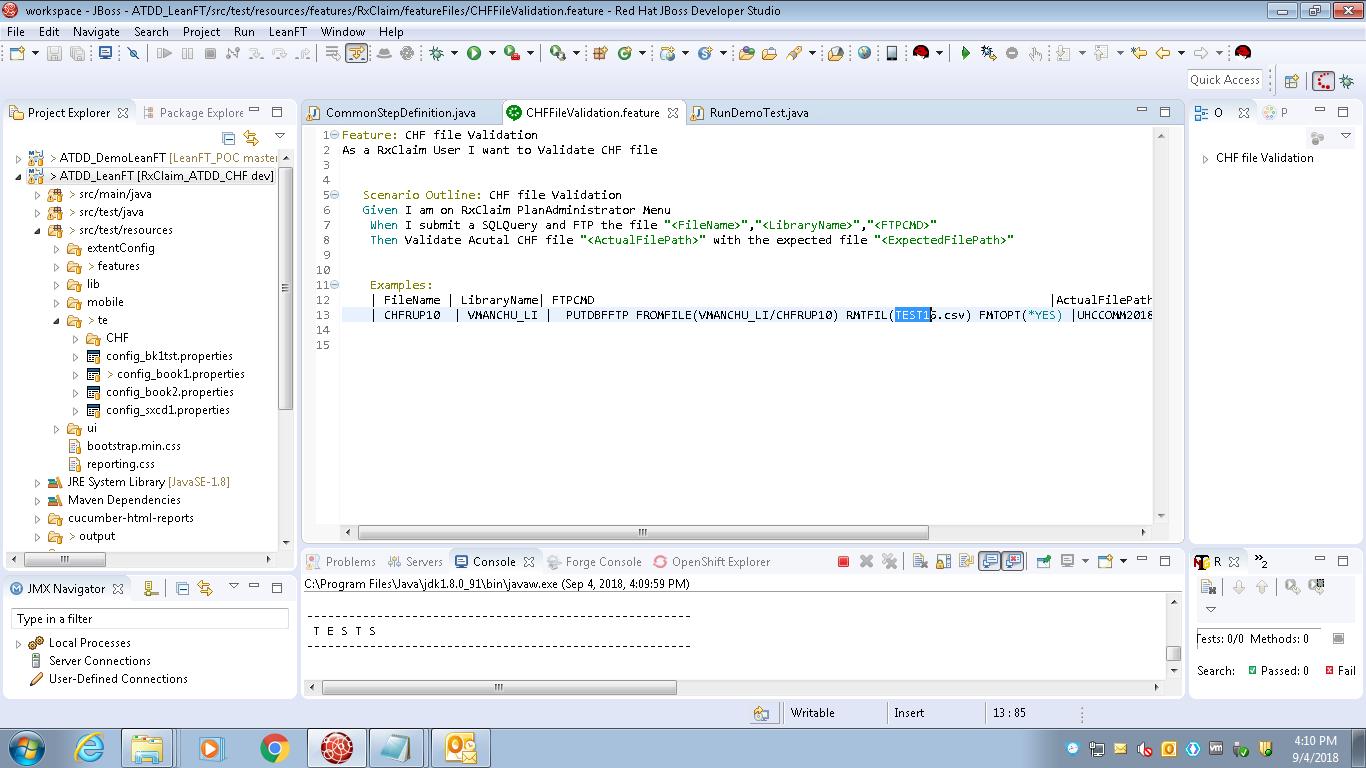 workspace - JBoss - ATDD_LeanFT/src/test/resources/features/RxClaim/featureFiles/CHFFileValidation.feature - Red Hat JBoss Developer Studio
File Edit Navigate Search Project Run LeanFT Window Help
Quick Access
Project Explorer Package Explore
CommonStepDefinition.java CHFFileValidation.feature RunDemoTest.java
O P
> ATDD_DemoLeanFT [LeanFT_POC master
> ATDD_LeanFT [RxClaim_ATDD_CHF dev]
> src/main/java
> src/test/java
> src/test/resources
extentConfig
> features
lib
mobile
> te
CHF
config_bk1tst.properties
> config_book1.properties
config_book2.properties
config_sxcd1.properties
ui
bootstrap.min.css
reporting.css
JRE System Library [JavaSE-1.8]
Maven Dependencies
cucumber-html-reports
> output
1 Feature: CHF file Validation
2 As a RxClaim User I want to Validate CHF file
3
4
5 Scenario Outline: CHF file Validation
6 Given I am on RxClaim PlanAdministrator Menu
7 When I submit a SQLQuery and FTP the file "<FileName>","<LibraryName>","<FTPCMD>"
8 Then Validate Acutal CHF file "<ActualFilePath>" with the expected file "<ExpectedFilePath>"
9
10
11 Examples:
12 | FileName | LibraryName| FTPCMD |ActualFilePath
13 | CHFRUP10 | VMANCHU_LI | PUTDBFFTP FROMFILE(VMANCHU_LI/CHFRUP10) RMTFIL(TEST16.csv) FMTOPT(*YES) |UHCCOMM2018
14
15
CHF file Validation
JMX Navigator
Type in a filter
Local Processes
Server Connections
User-Defined Connections
Problems Servers Console Forge Console OpenShift Explorer
C:\Program Files\Java\jdk1.8.0_91\bin\javaw.exe (Sep 4, 2018, 4:09:59 PM)
-------------------------------------------------------
T E S T S
-------------------------------------------------------
R 2
Tests: 0/0 Methods: 0
Search: Passed: 0 Fail
Writable Insert 13 : 85
4:10 PM
9/4/2018